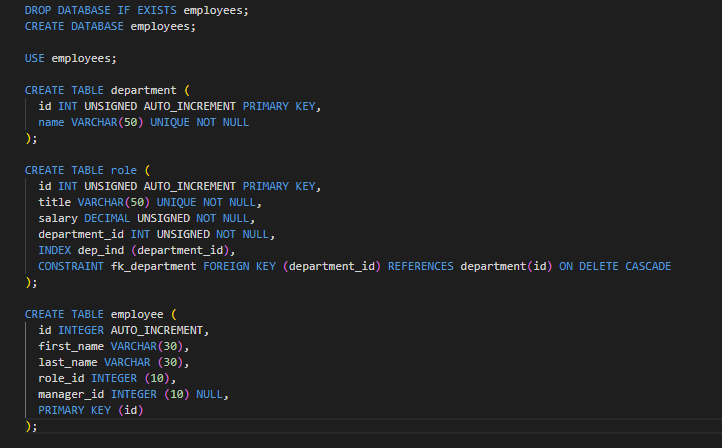 DROP DATABASE IF EXISTS employees;
CREATE DATABASE employees;

USE employees;

CREATE TABLE department (
  id INT UNSIGNED AUTO_INCREMENT PRIMARY KEY,
  name VARCHAR(50) UNIQUE NOT NULL
);

CREATE TABLE role (
  id INT UNSIGNED AUTO_INCREMENT PRIMARY KEY,
  title VARCHAR(50) UNIQUE NOT NULL,
  salary DECIMAL UNSIGNED NOT NULL,
  department_id INT UNSIGNED NOT NULL,
  INDEX dep_ind (department_id),
  CONSTRAINT fk_department FOREIGN KEY (department_id) REFERENCES department(id) ON DELETE CASCADE
);

CREATE TABLE employee (
  id INTEGER AUTO_INCREMENT,
  first_name VARCHAR(30),
  last_name VARCHAR (30),
  role_id INTEGER (10),
  manager_id INTEGER (10) NULL,
  PRIMARY KEY (id)
);